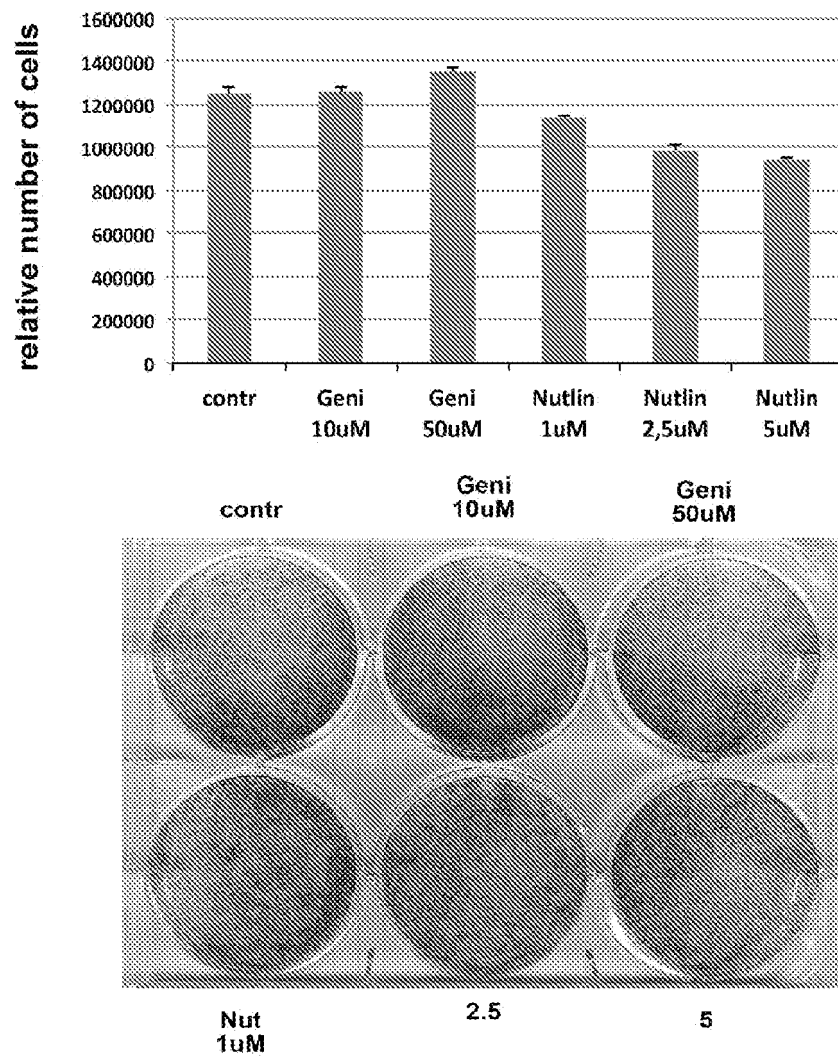 relative number of cells
1600000
1400000
1200000
1000000
800000
600000
400000
200000
0
contr Geni Geni Nutlin Nutlin Nutlin
10uM 50uM 1uM 2,5uM 5uM
contr Geni Geni
10uM 50uM
Nut 2.5 5
1uM